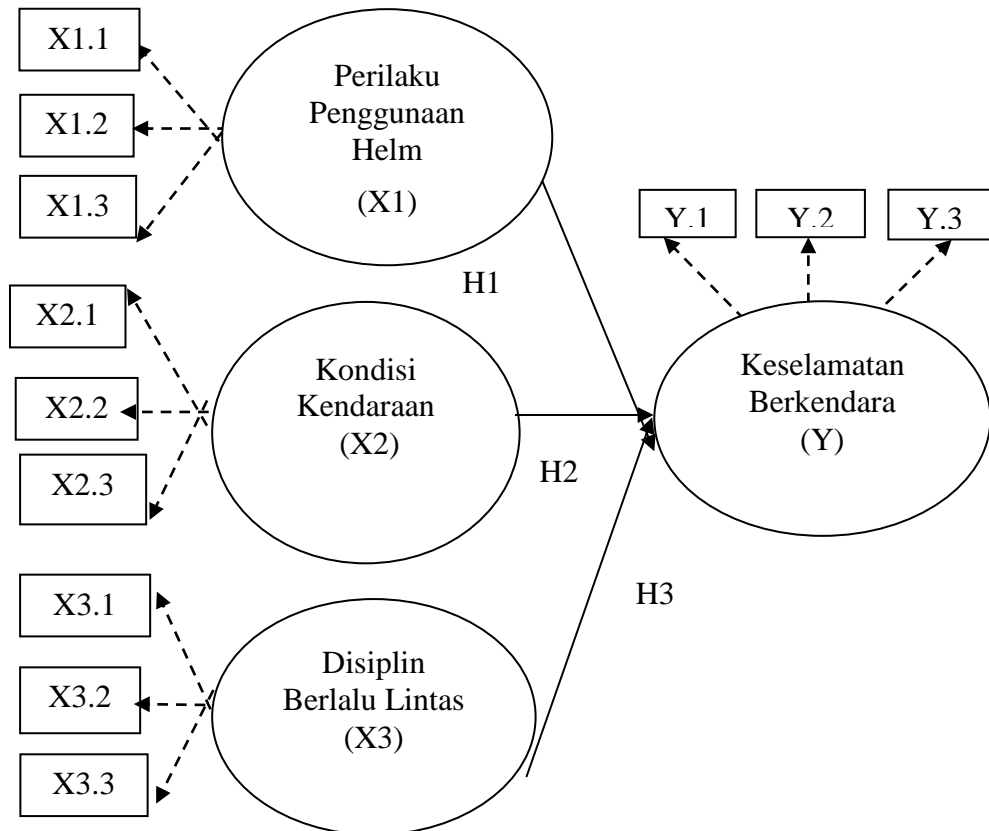 X1.1
X1.2
X1.3
Perilaku
Penggunaan
Helm
(X1)
H1
X2.1
X2.2
X2.3
Kondisi
Kendaraan
(X2)
H2
X3.1
X3.2
X3.3
Disiplin
Berlalu Lintas
(X3)
H3
Y.1
Y.2
Y.3
Keselamatan
Berkendara
(Y)